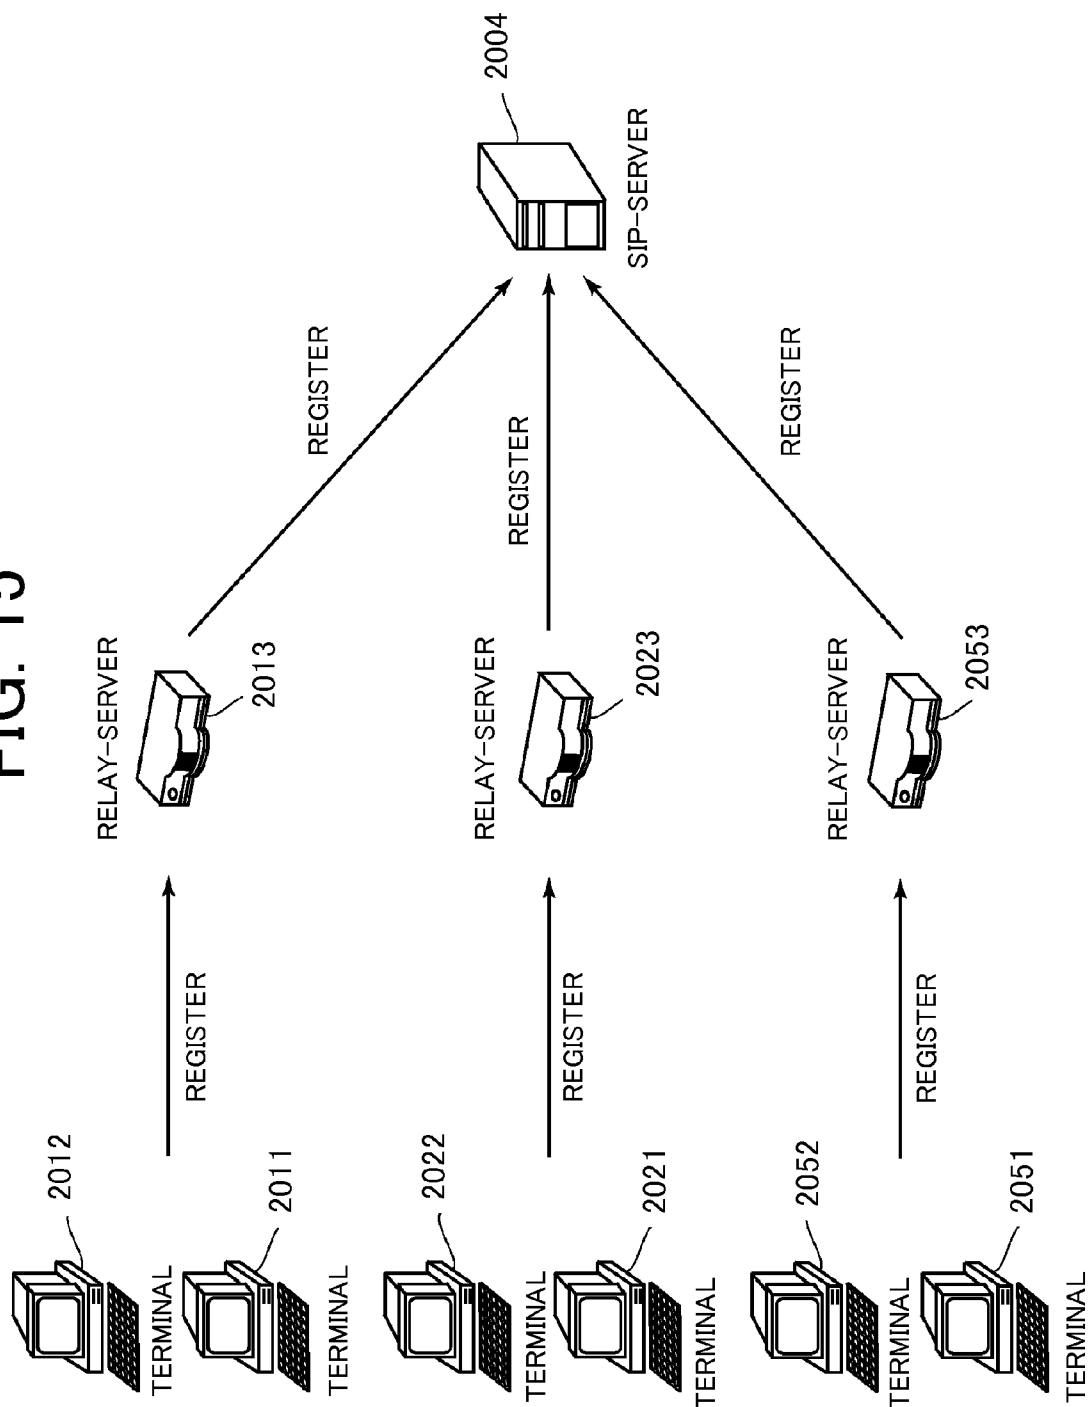 FIG.
2012
RELAY-SERVER
TERMINAL
REGISTER
2013
2011
REGISTER
TERMINAL
2022
RELAY-SERVER
2004
REGISTER
TERMINAL
REGISTER
SIP-SERVER
2023
2021
TERMINAL
REGISTER
2052
RELAY-SERVER
TERMINAL
REGISTER
2053
2051
TERMINAL